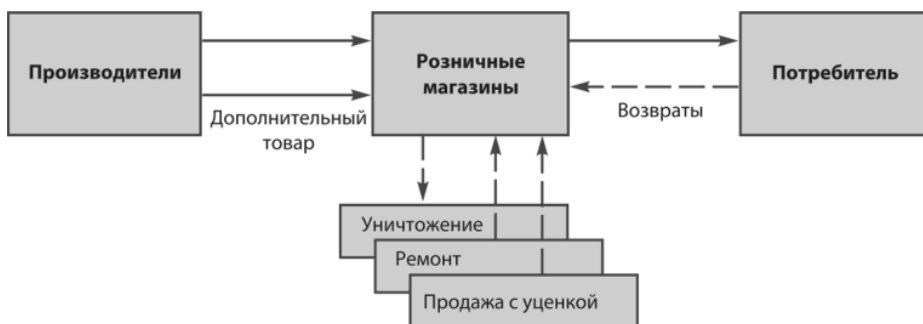 Производители
Розничные
магазины
Потребитель
Дополнительный
товар
Возвраты
Уничтожение
Ремонт
Продажа с уценкой